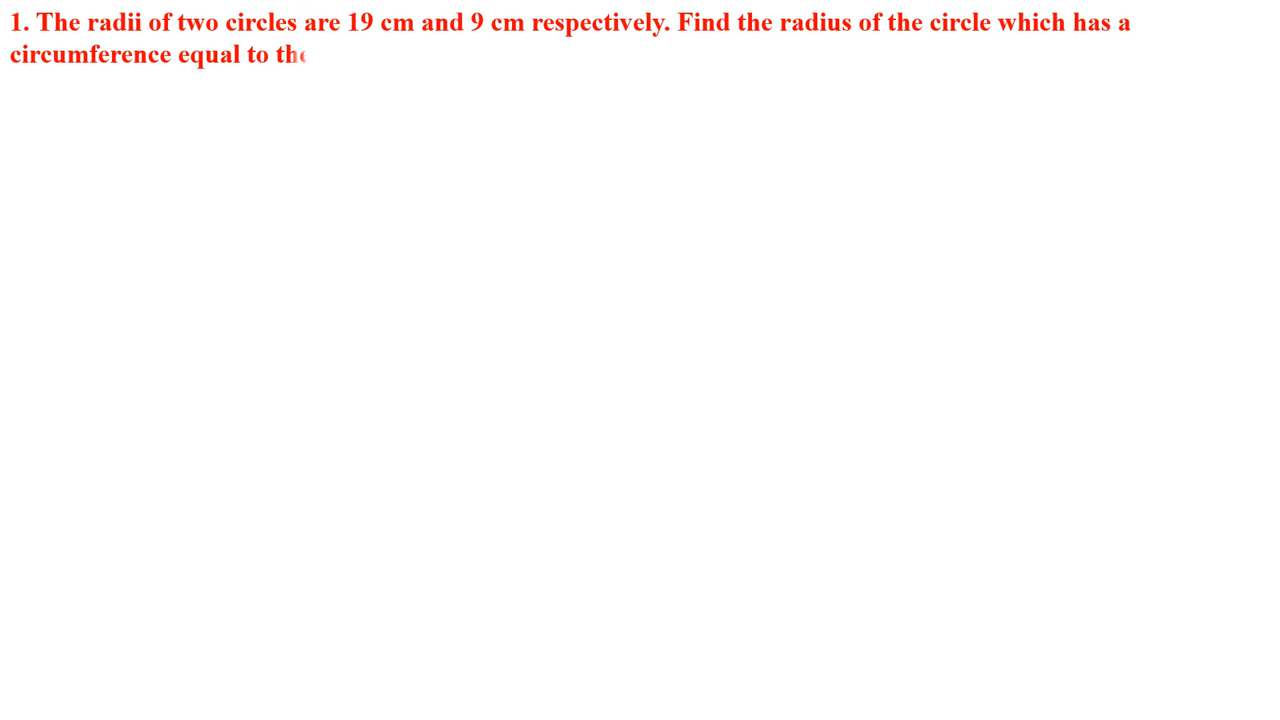 1. The radii of two circles are 19 cm and 9 cm respectively. Find the radius of the circle which has a
circumference equal to the